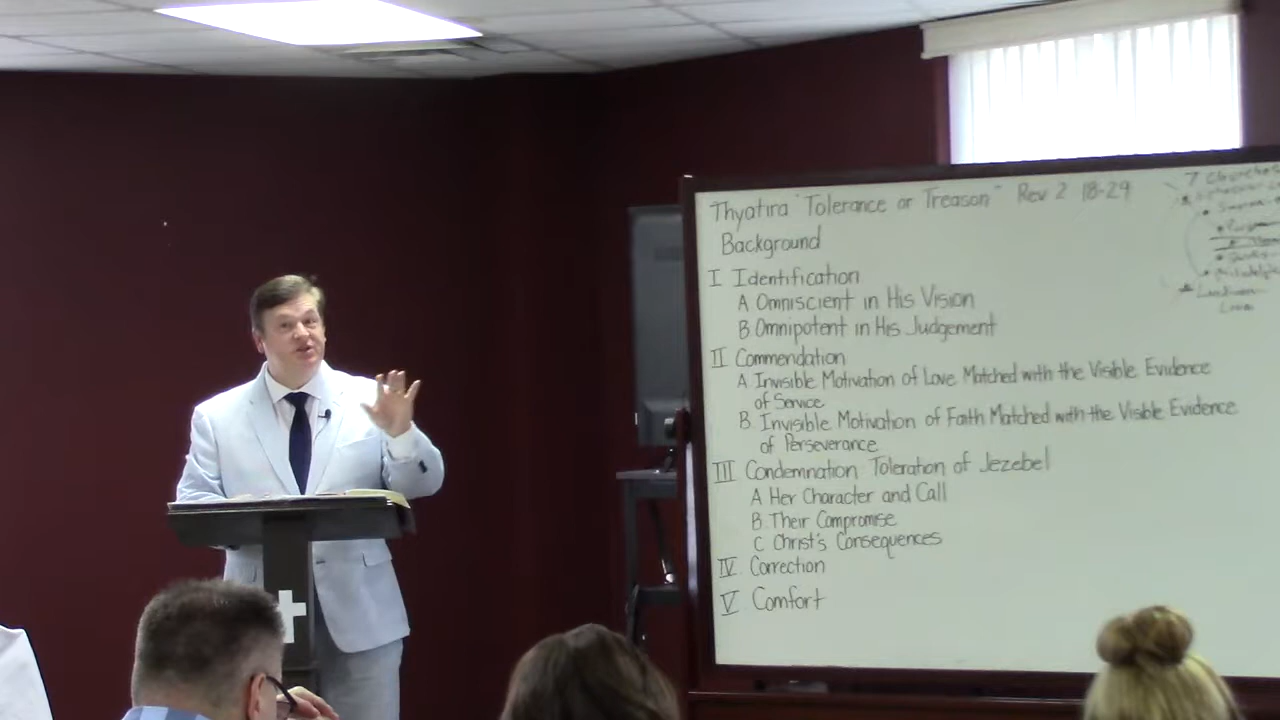 Thyatira "Tolerance or Treason" Rev 2 18-29
Background
I Identification
A. Omniscient in His Vision
B. Omnipotent in His Judgement
II Commendation
A. Invisible Motivation of Love Matched with the Visible Evidence
of Service
B. Invisible Motivation of Faith Matched with the Visible Evidence
of Perseverance
III Condemnation Toleration of Jezebel
A Her Character and Call
B. Their Compromise
C Christ's Consequences
IV. Correction
V Comfort
7 Churches